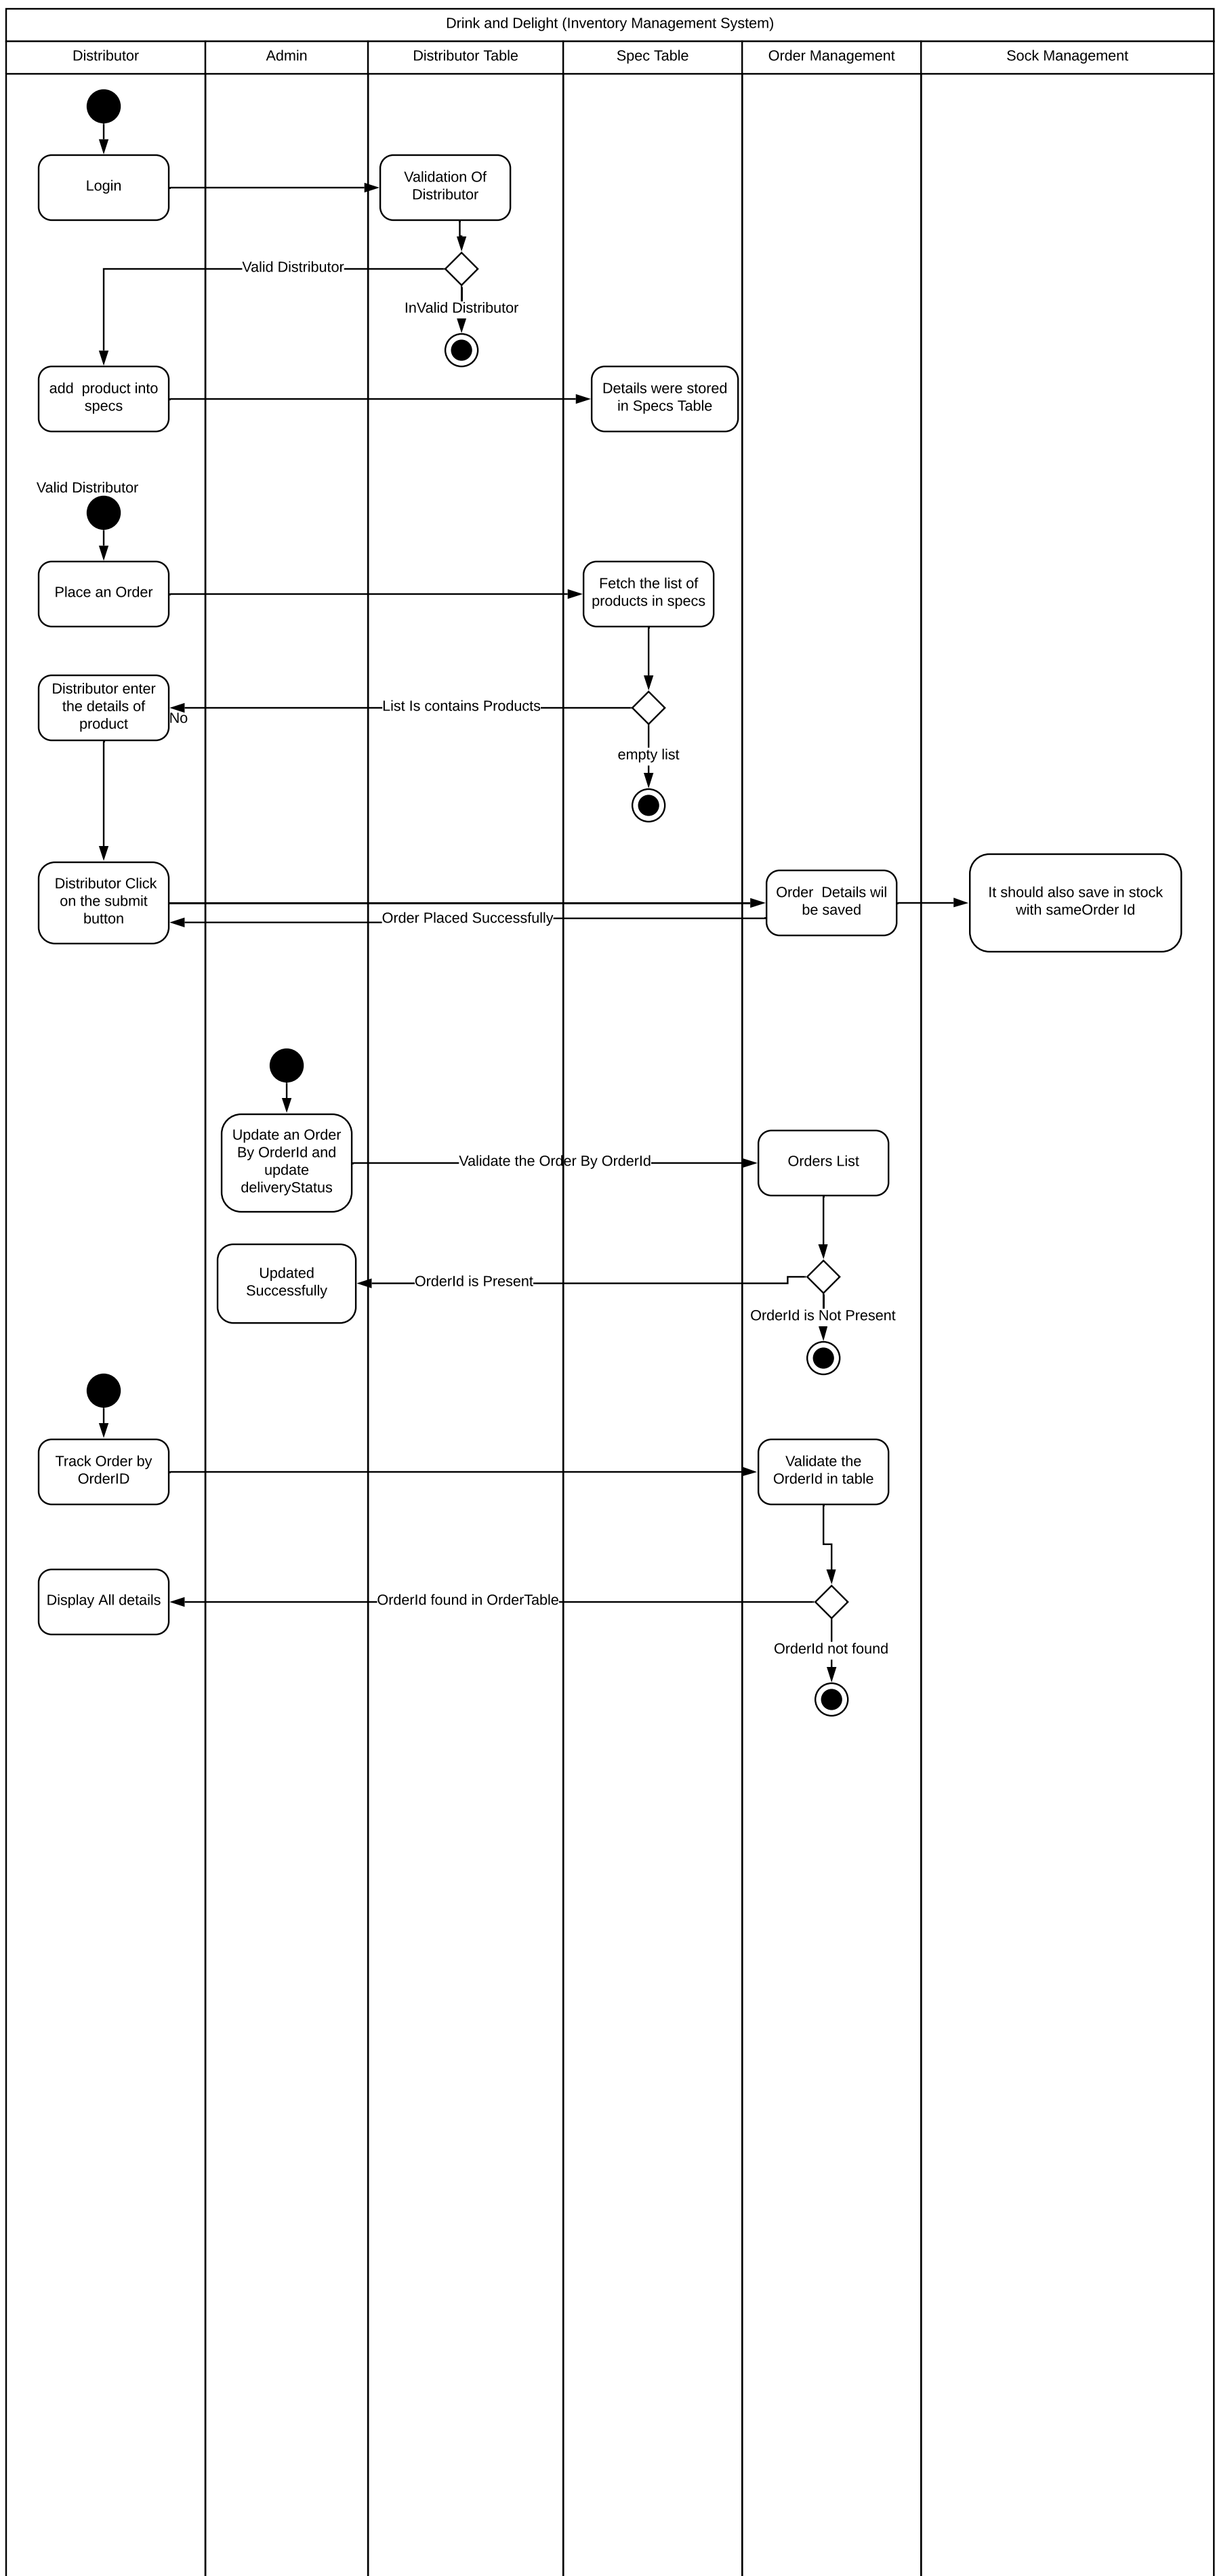 Drink and Delight (Inventory Management System)
Distributor
Admin
Distributor Table
Spec Table
Order Management
Sock Management
Login
Validation Of
Distributor
Valid Distributor
InValid Distributor
add  product into
specs
Details were stored
in Specs Table
Valid Distributor
Place an Order
Fetch the list of
products in specs
Distributor enter
the details of
product
No
List Is contains Products
empty list
Distributor Click
on the submit
button
Order Placed Successfully
Order  Details wil
be saved
It should also save in stock
with sameOrder Id
Update an Order
By OrderId and
update
deliveryStatus
Validate the Order By OrderId
Orders List
Updated
Successfully
OrderId is Present
OrderId is Not Present
Track Order by
OrderID
Validate the
OrderId in table
Display All details
OrderId found in OrderTable
OrderId not found